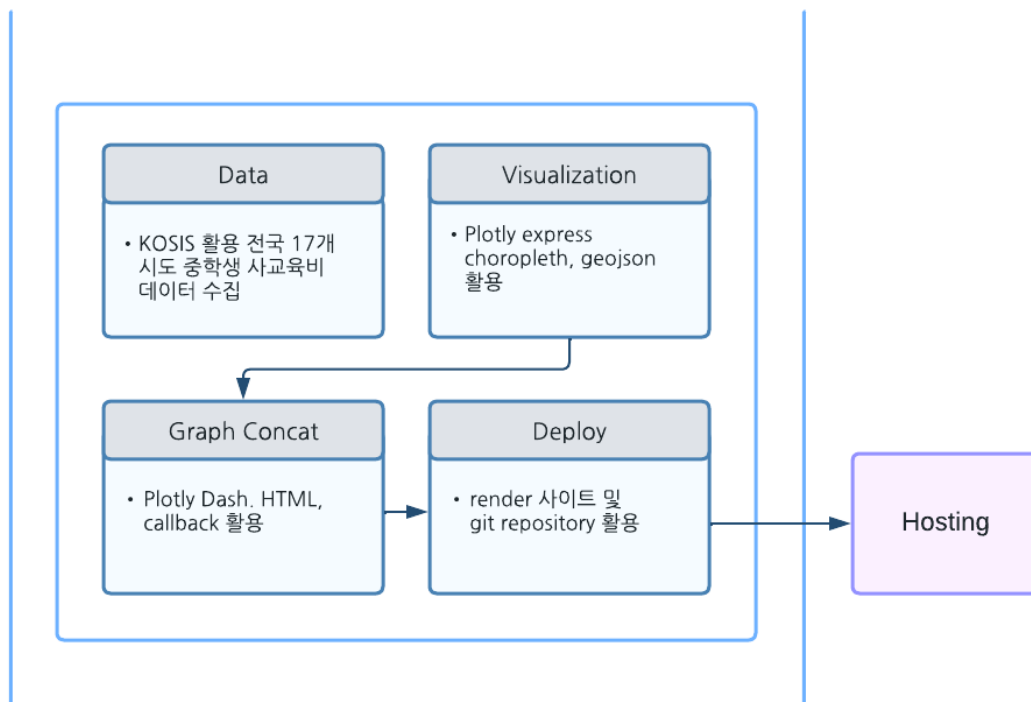 Data
• KOSIS 활용 전국 17개
시도 중학생 사교육비
데이터 수집
Visualization
• Plotly express
choropleth, geojson
활용
Graph Concat
• Plotly Dash. HTML,
callback 활용
Deploy
• render 사이트 및
git repository 활용
Hosting